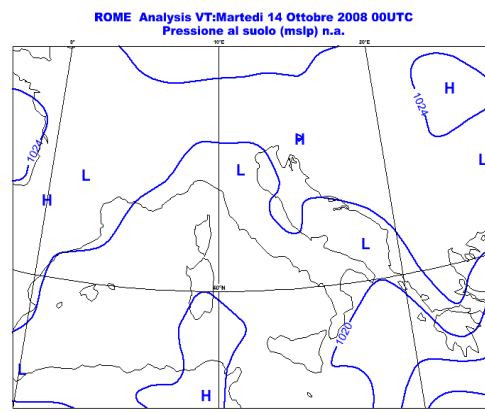 ROME Analysis VT:Martedi 14 Ottobre 2008 00UTC
Pressione al suolo (mslp) n.a.
0°
10°E
20°E
H
1024
H
1024
L
L
L
H
L
40°N
1020
L
H